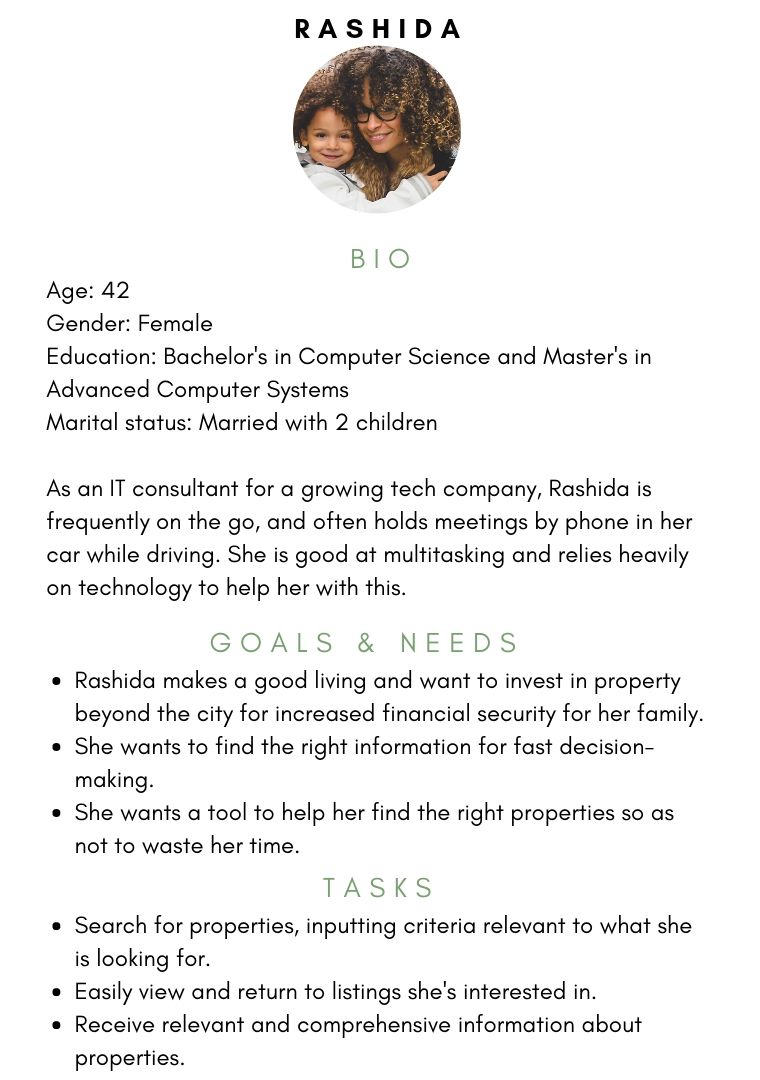 RASHIDA
BIO
Age: 42
Gender: Female
Education: Bachelor's in Computer Science and Master's in
Advanced Computer Systems
Marital status: Married with 2 children
As an IT consultant for a growing tech company, Rashida is
frequently on the go, and often holds meetings by phone in her
car while driving. She is good at multitasking and relies heavily
on technology to help her with this.
GOALS & NEEDS
• Rashida makes a good living and want to invest in property
beyond the city for increased financial security for her family.
• She wants to find the right information for fast decision-
making.
• She wants a tool to help her find the right properties so as
not to waste her time.
TASKS
• Search for properties, inputting criteria relevant to what she
is looking for.
• Easily view and return to listings she's interested in.
• Receive relevant and comprehensive information about
properties.